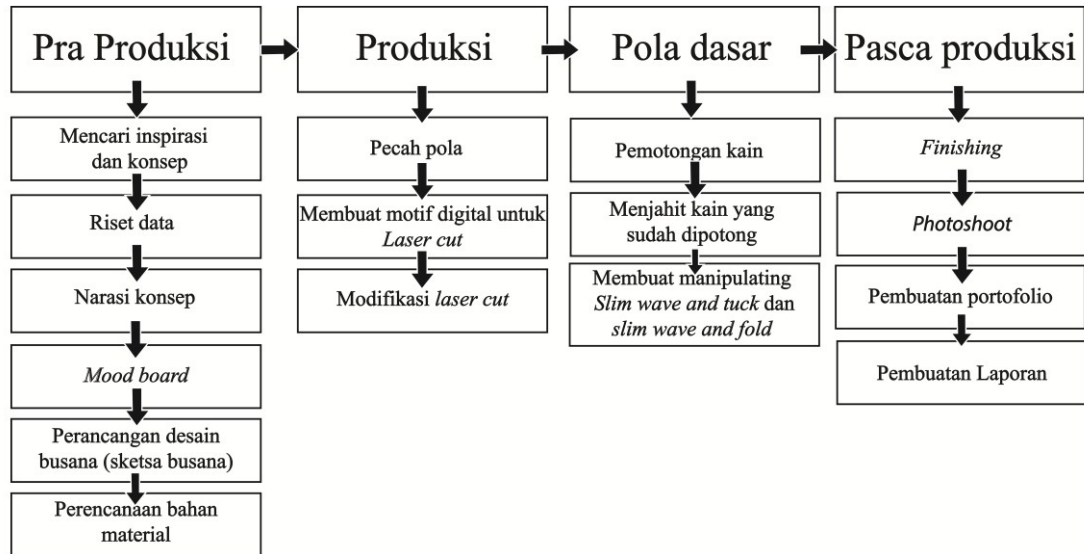 Pra Produksi
Produksi
Pola dasar
Pasca produksi
Mencari inspirasi
dan konsep
Riset data
Narasi konsep
Mood board
Perancangan desain
busana (sketsa busana)
Perencanaan bahan
material
Pecah pola
Membuat motif digital untuk
Laser cut
Modifikasi laser cut
Pemotongan kain
Menjahit kain yang
sudah dipotong
Membuat manipulating
Slim wave and tuck dan
slim wave and fold
Finishing
Photoshoot
Pembuatan portofolio
Pembuatan Laporan